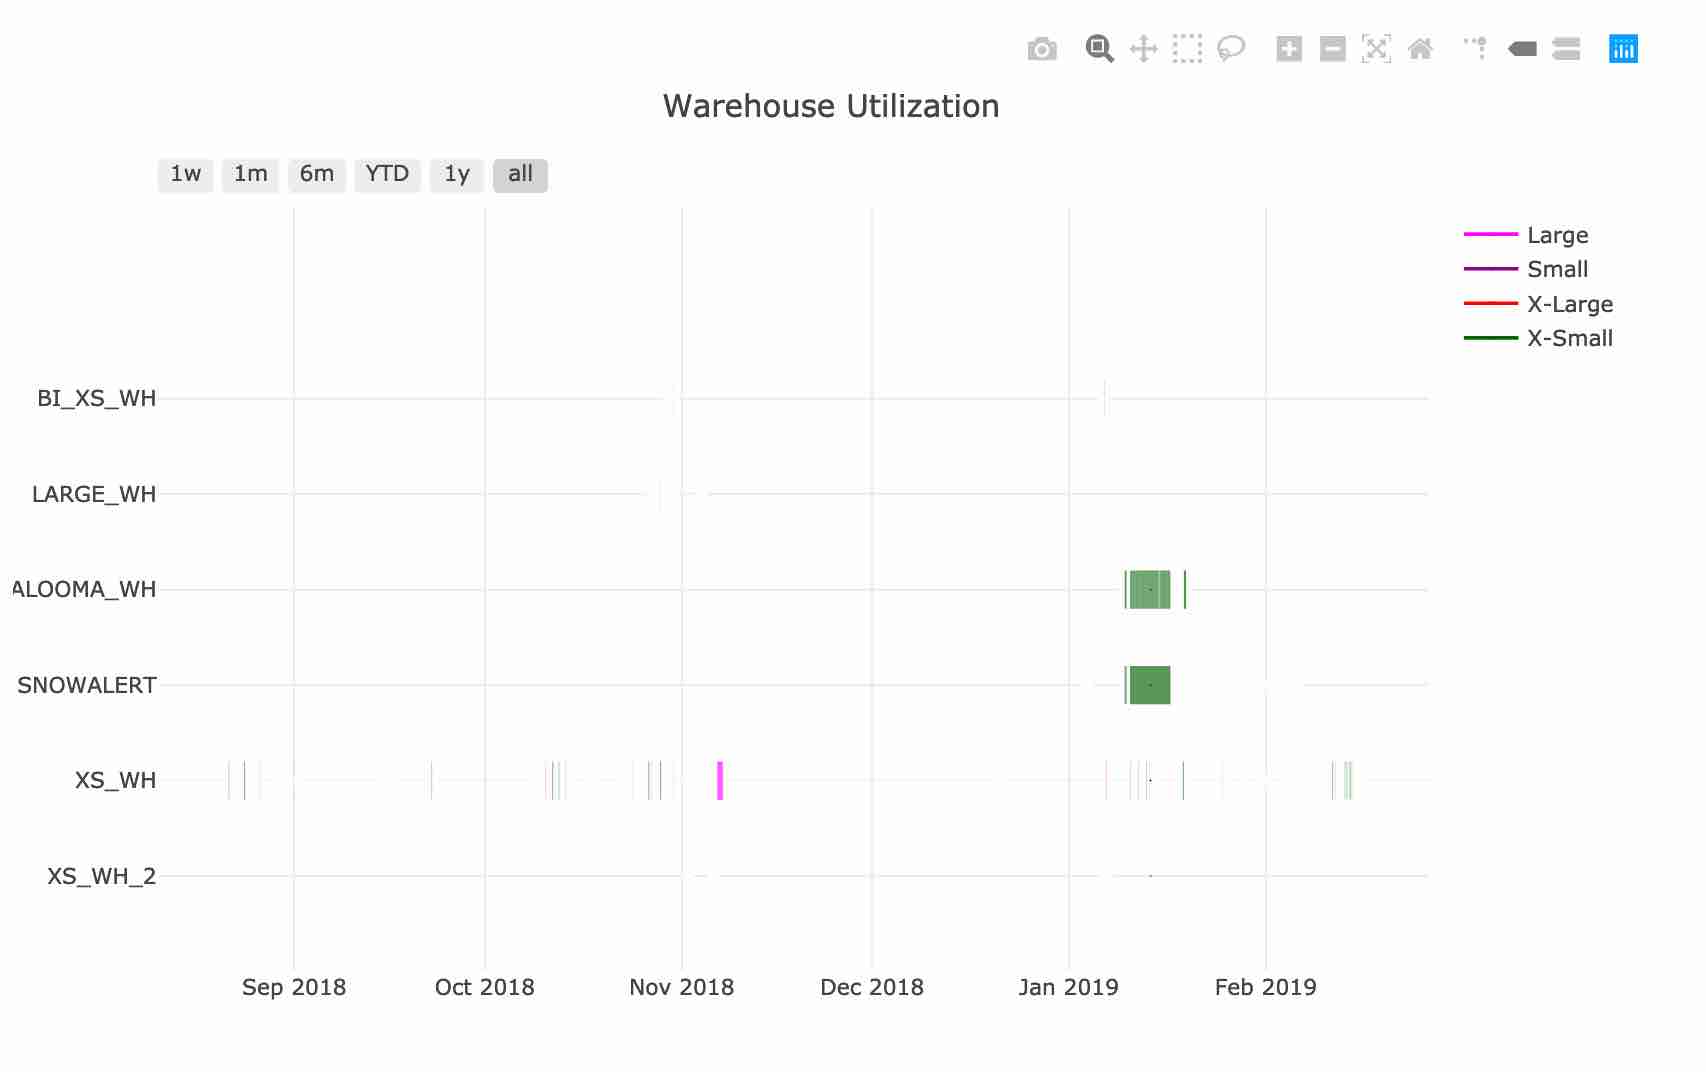 Warehouse Utilization
1w 1m 6m YTD 1y all
Large
Small
X-Large
X-Small
BI_XS_WH
LARGE_WH
ALOOMA_WH
SNOWALERT
XS_WH
XS_WH_2
Sep 2018 Oct 2018 Nov 2018 Dec 2018 Jan 2019 Feb 2019